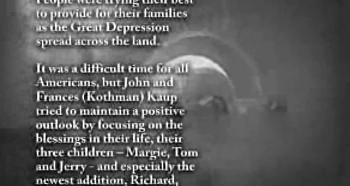 People were trying their best
to provide for their families
as the Great Depression
spread across the land.
It was a difficult time for all
Americans, but John and
Frances (Kothman) Kaup
tried to maintain a positive
outlook by focusing on the
blessings in their life, their
three children – Margie, Tom
and Jerry - and especially the
newest addition, Richard,